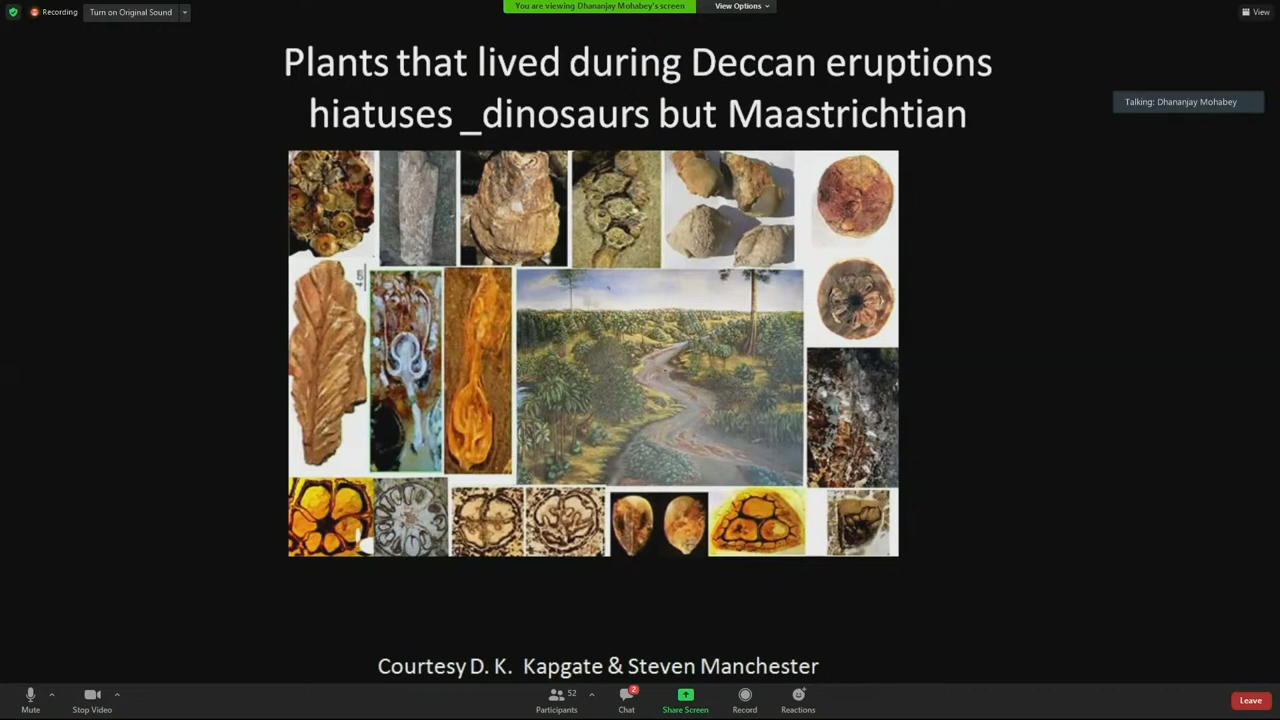 Recording
Turn on Original Sound
You are viewing Dhananjay Mohabey's screen
View Options
View
Plants that lived during Deccan eruptions
hiatuses _dinosaurs but Maastrichtian
Talking: Dhananjay Mohabey
4 cm
Courtesy D. K. Kapgate & Steven Manchester
Mute
Stop Video
52
Participants
2
Chat
Share Screen
Record
Reactions
Leave